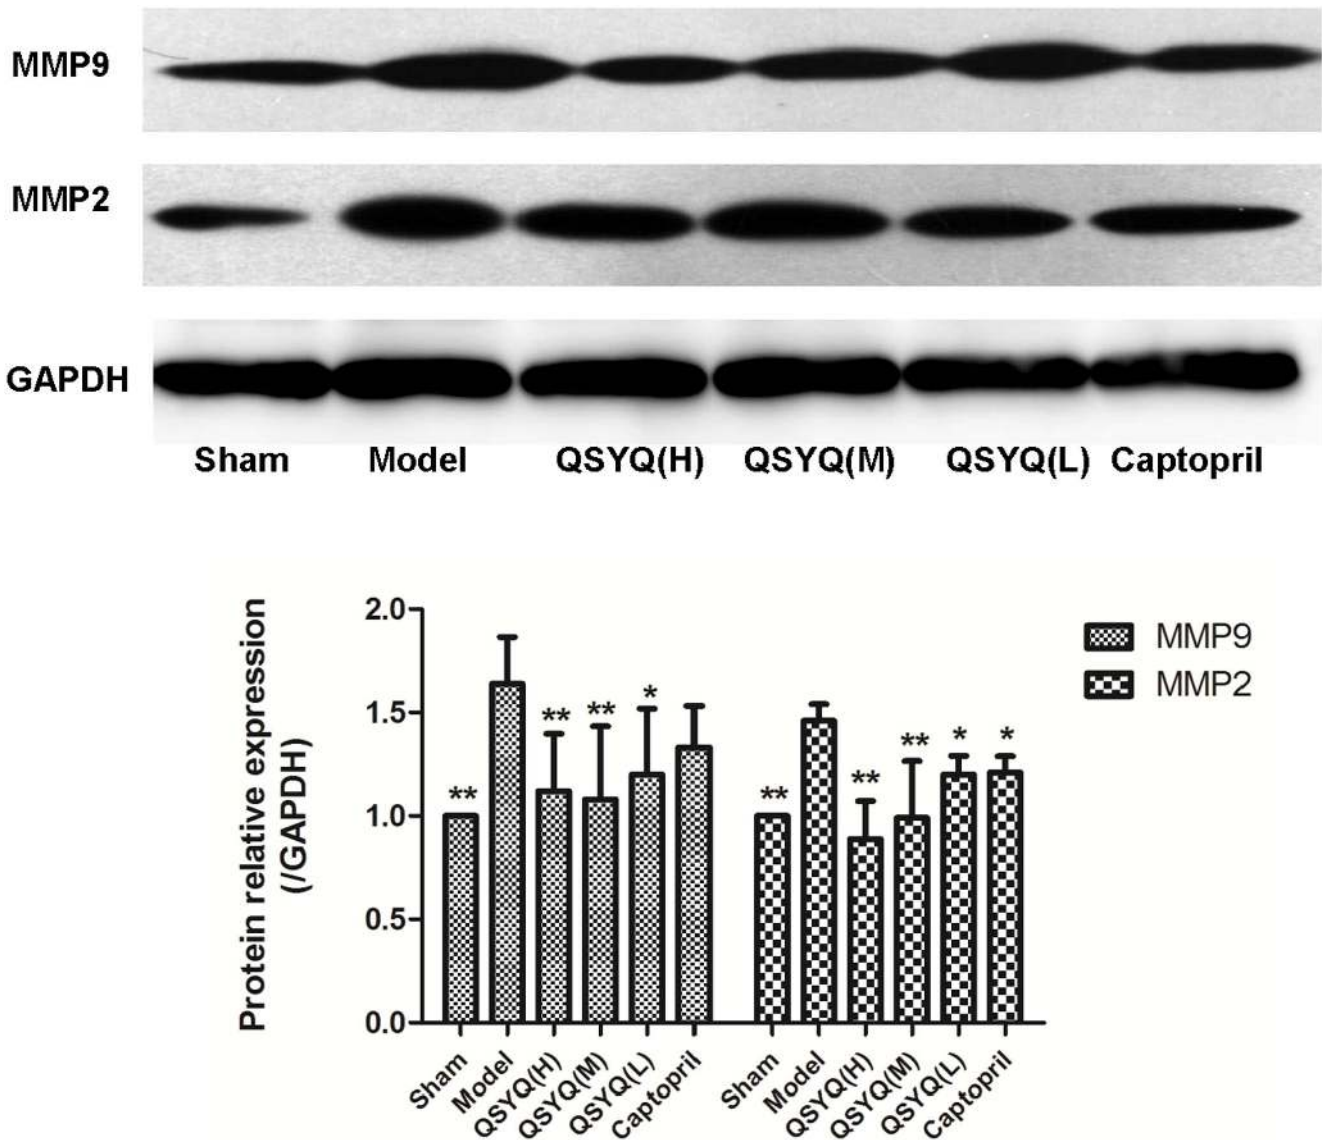 MMP9
MMP2
GAPDH
Sham Model QSYQ(H) QSYQ(M) QSYQ(L) Captopril
Protein relative expression
(/GAPDH)
2.0
1.5
1.0
0.5
0.0
** ** ** * ** ** ** * *
MMP9
MMP2
Sham Model QSYQ(H) QSYQ(M) QSYQ(L) Captopril Sham Model QSYQ(H) QSYQ(M) QSYQ(L) Captopril